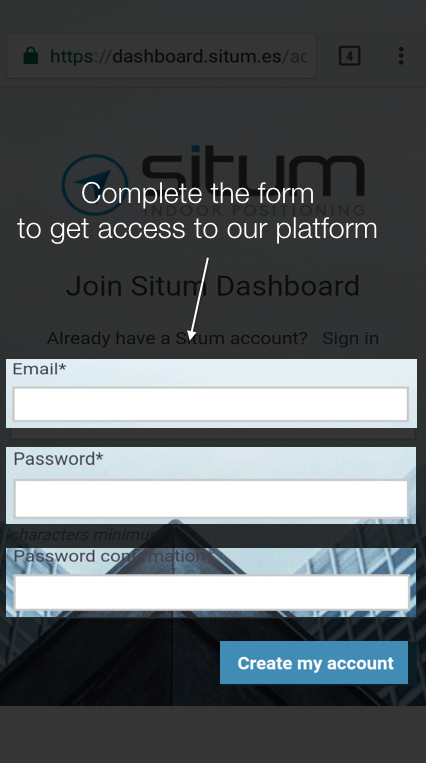 https://dashboard.situm.es/ac
4
situm
INDOOR POSITIONING
Complete the form
to get access to our platform
Join Situm Dashboard
Already have a Situm account? Sign in
Email*
Password*
characters minimum
Password confirmation*
Create my account